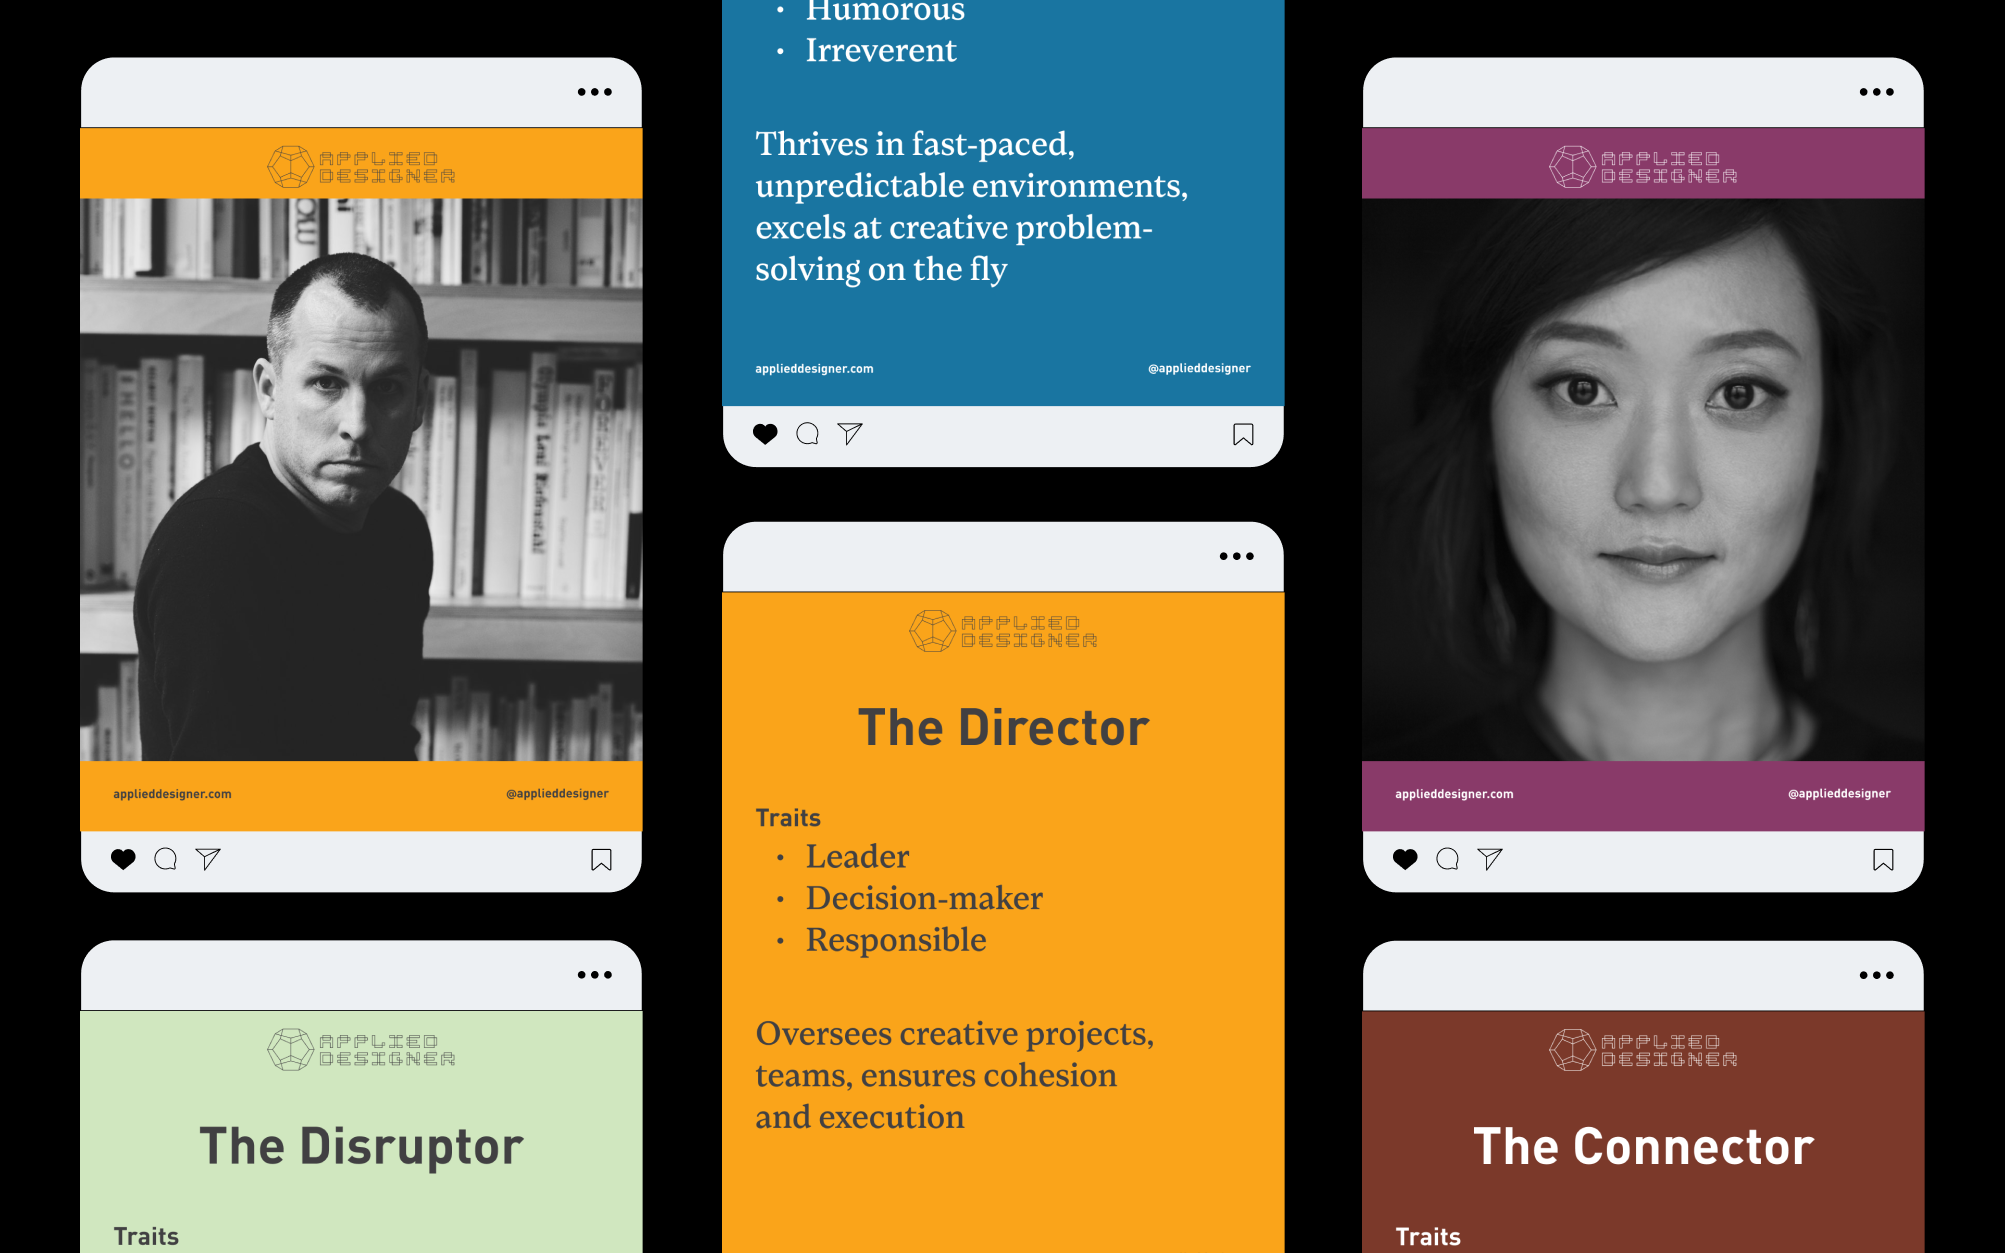 APPLIED
DESIGNER
applieddesigner.com
@applieddesigner
APPLIED
DESIGNER
The Disruptor
Traits
• Humorous
• Irreverent
Thrives in fast-paced,
unpredictable environments,
excels at creative problem-
solving on the fly
applieddesigner.com
@applieddesigner
APPLIED
DESIGNER
The Director
Traits
• Leader
• Decision-maker
• Responsible
Oversees creative projects,
teams, ensures cohesion
and execution
APPLIED
DESIGNER
applieddesigner.com
@applieddesigner
APPLIED
DESIGNER
The Connector
Traits